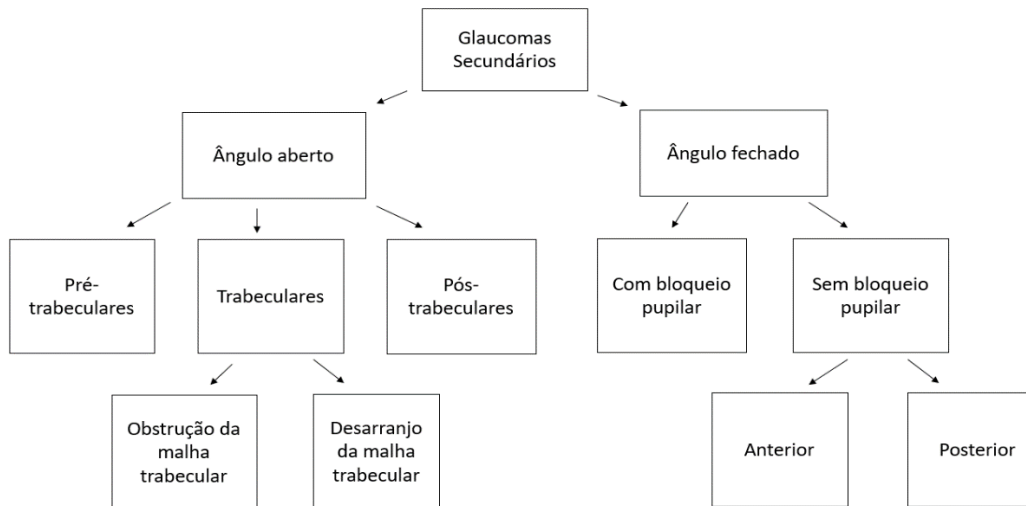 Glaucomas
Secundários
Ângulo aberto
Ângulo fechado
Pré-
trabeculares
Trabeculares
Pós-
trabeculares
Com bloqueio
pupilar
Sem bloqueio
pupilar
Obstrução da
malha
trabecular
Desarranjo
da malha
trabecular
Anterior
Posterior